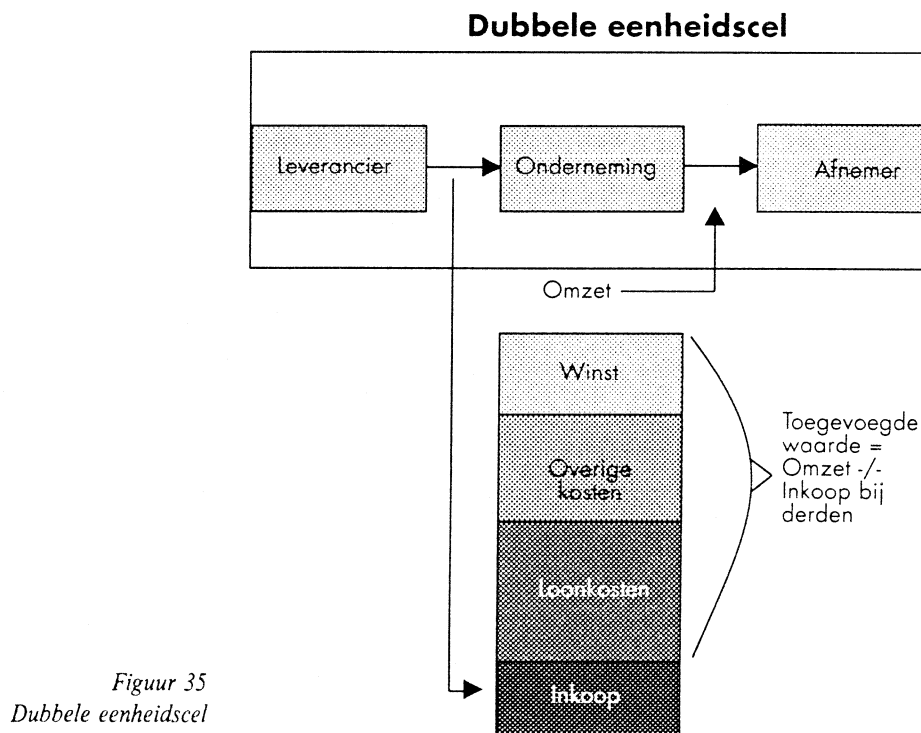 Dubbele eenheidscel
Leverancier
Onderneming
Afnemer
Omzet
Winst
Overige
kosten
Loonkosten
Inkoop
Toegevoegde
waarde =
Omzet -/-
Inkoop bij
derden
Figuur 35
Dubbele eenheidscel